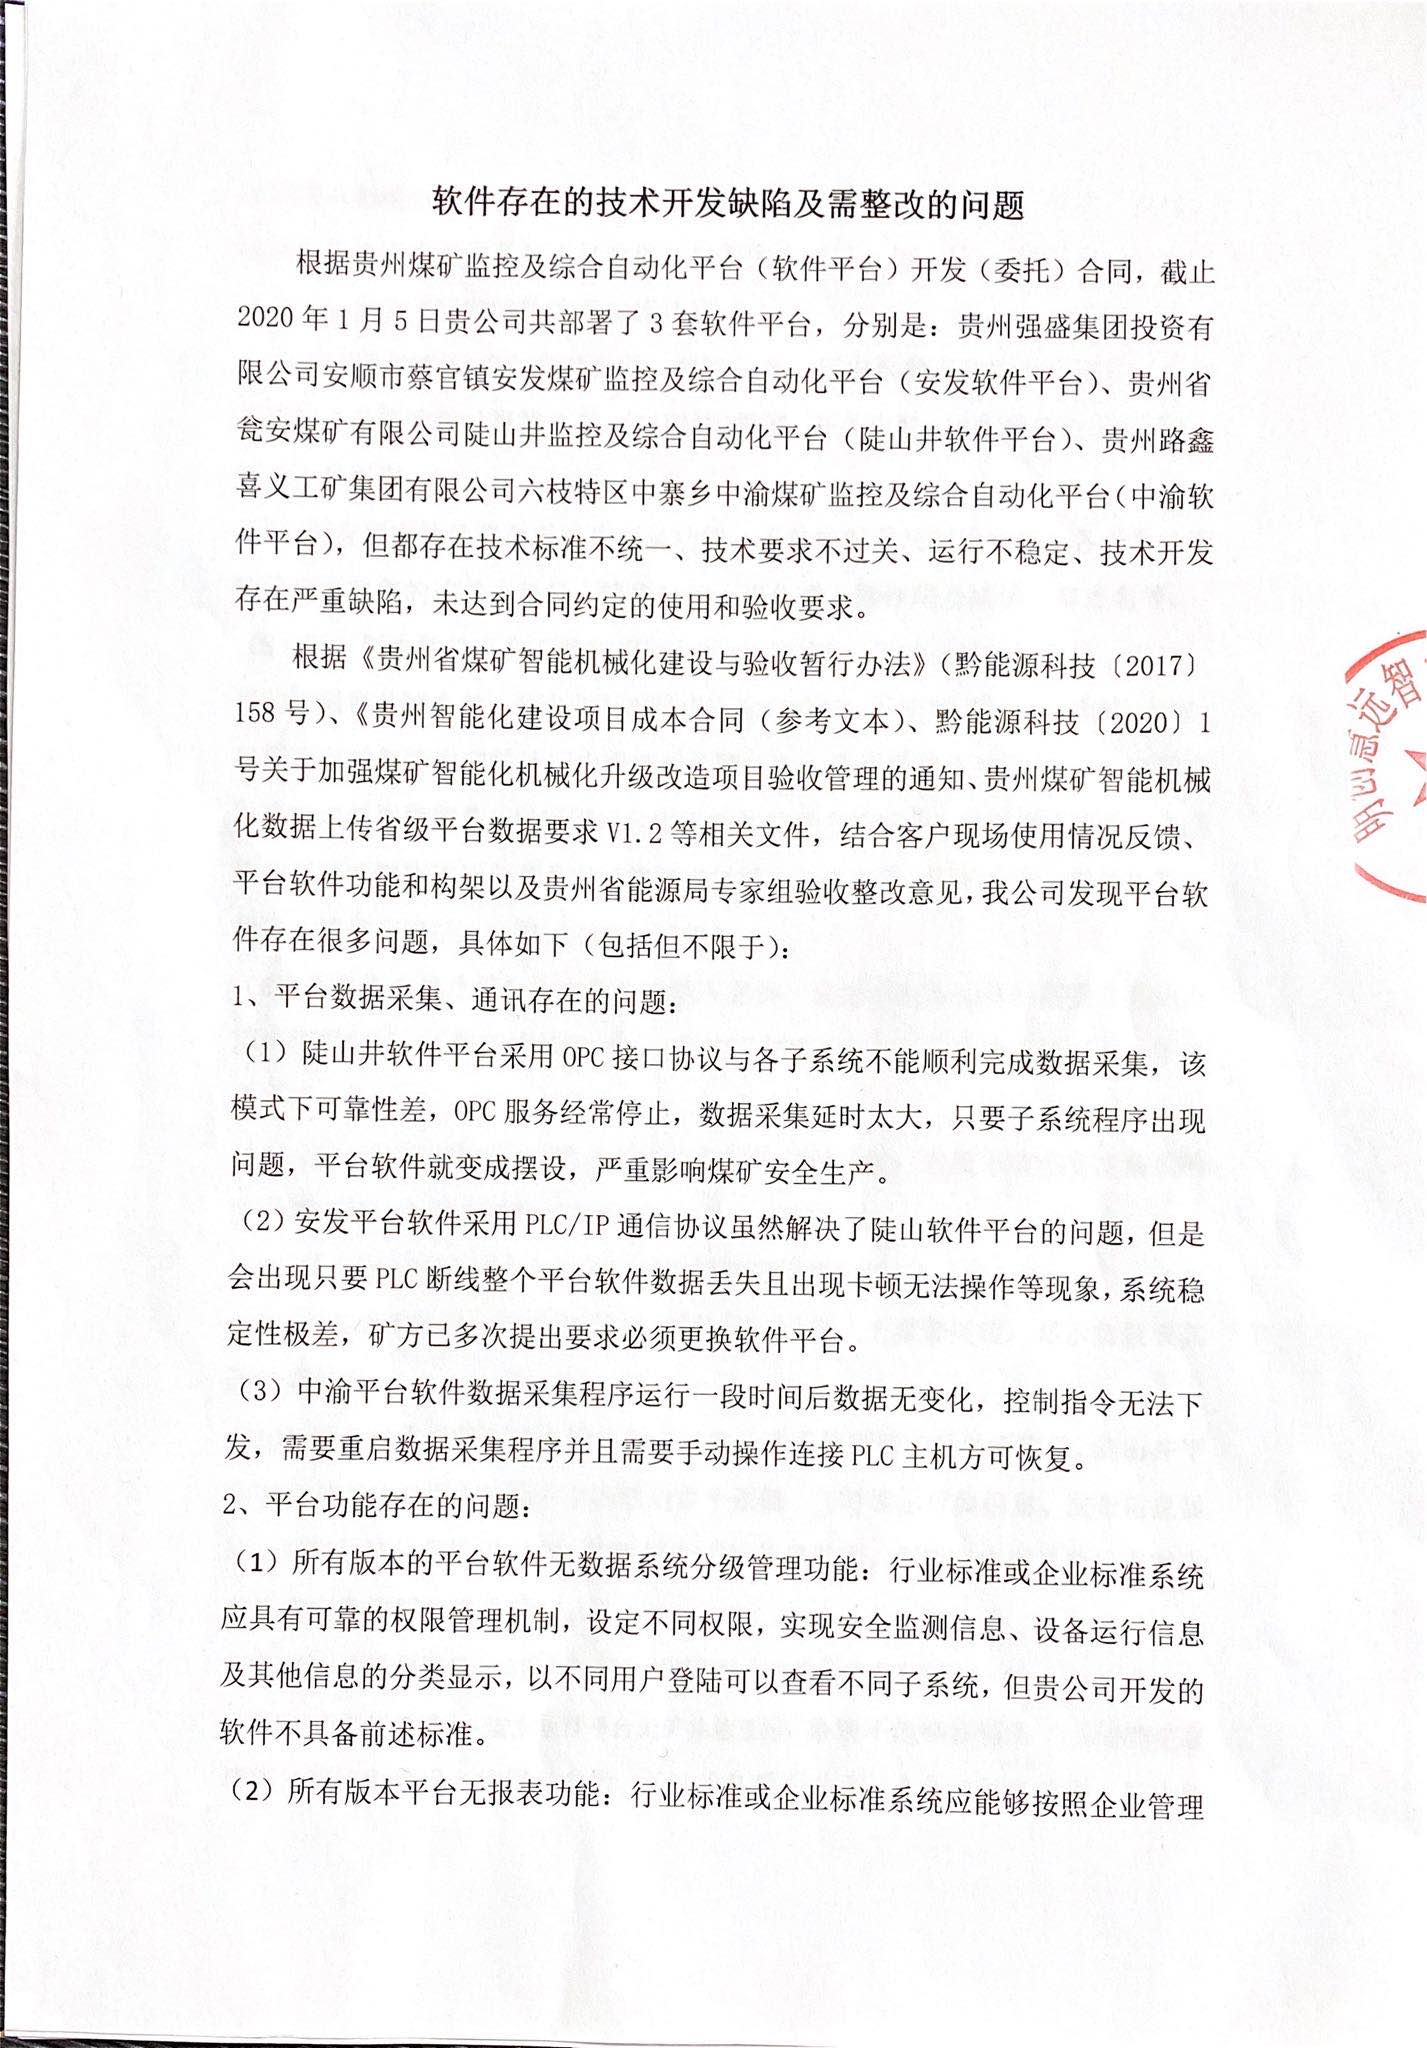 软件存在的技术开发缺陷及需整改的问题
根据贵州煤矿监控及综合自动化平台（软件平台）开发（委托）合同，截止
2020年1月5日贵公司共部署了3套软件平台，分别是：贵州强盛集团投资有
限公司安顺市蔡官镇安发煤矿监控及综合自动化平台（安发软件平台）、贵州省
瓮安煤矿有限公司陡山井监控及综合自动化平台（陡山井软件平台）、贵州路鑫
喜义工矿集团有限公司六枝特区中寨乡中渝煤矿监控及综合自动化平台（中渝软
件平台），但都存在技术标准不统一、技术要求不过关、运行不稳定、技术开发
存在严重缺陷，未达到合同约定的使用和验收要求。
根据《贵州省煤矿智能机械化建设与验收暂行办法》（黔能源科技〔2017〕
158号）、《贵州智能化建设项目成本合同（参考文本）、黔能源科技〔2020〕1
号关于加强煤矿智能化机械化升级改造项目验收管理的通知、贵州煤矿智能机械
化数据上传省级平台数据要求V1.2等相关文件，结合客户现场使用情况反馈、
平台软件功能和构架以及贵州省能源局专家组验收整改意见，我公司发现平台软
件存在很多问题，具体如下（包括但不限于）：
1、平台数据采集、通讯存在的问题：
（1）陡山井软件平台采用OPC接口协议与各子系统不能顺利完成数据采集，该
模式下可靠性差，OPC服务经常停止，数据采集延时太大，只要子系统程序出现
问题，平台软件就变成摆设，严重影响煤矿安全生产。
（2）安发平台软件采用PLC/IP通信协议虽然解决了陡山软件平台的问题，但是
会出现只要PLC断线整个平台软件数据丢失且出现卡顿无法操作等现象，系统稳
定性极差，矿方已多次提出要求必须更换软件平台。
（3）中渝平台软件数据采集程序运行一段时间后数据无变化，控制指令无法下
发，需要重启数据采集程序并且需要手动操作连接PLC主机方可恢复。
2、平台功能存在的问题：
（1）所有版本的平台软件无数据系统分级管理功能：行业标准或企业标准系统
应具有可靠的权限管理机制，设定不同权限，实现安全监测信息、设备运行信息
及其他信息的分类显示，以不同用户登陆可以查看不同子系统，但贵公司开发的
软件不具备前述标准。
（2）所有版本平台无报表功能：行业标准或企业标准系统应能够按照企业管理
远智